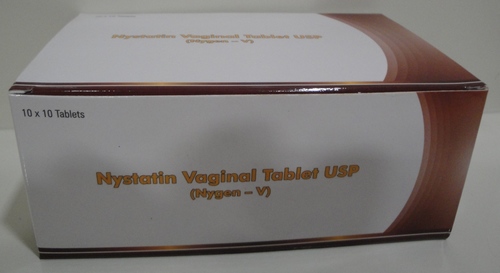 Nystatin Vaginal Tablet USP
(Nygen - V)
10 x 10 Tablets
Nystatin Vaginal Tablet USP
(Nygen - V)